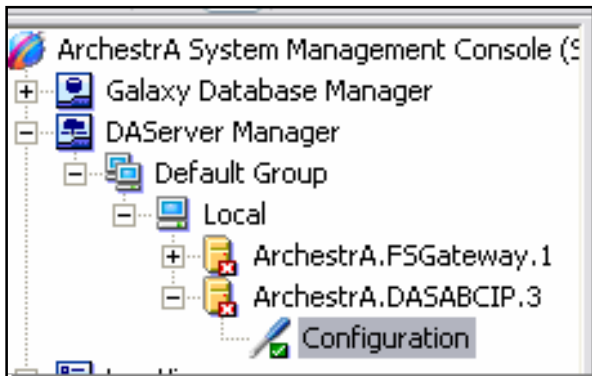 ArchestrA System Management Console (S
Galaxy Database Manager
DAServer Manager
Default Group
Local
ArchestrA.FSGateway.1
ArchestrA.DASABCIP.3
Configuration